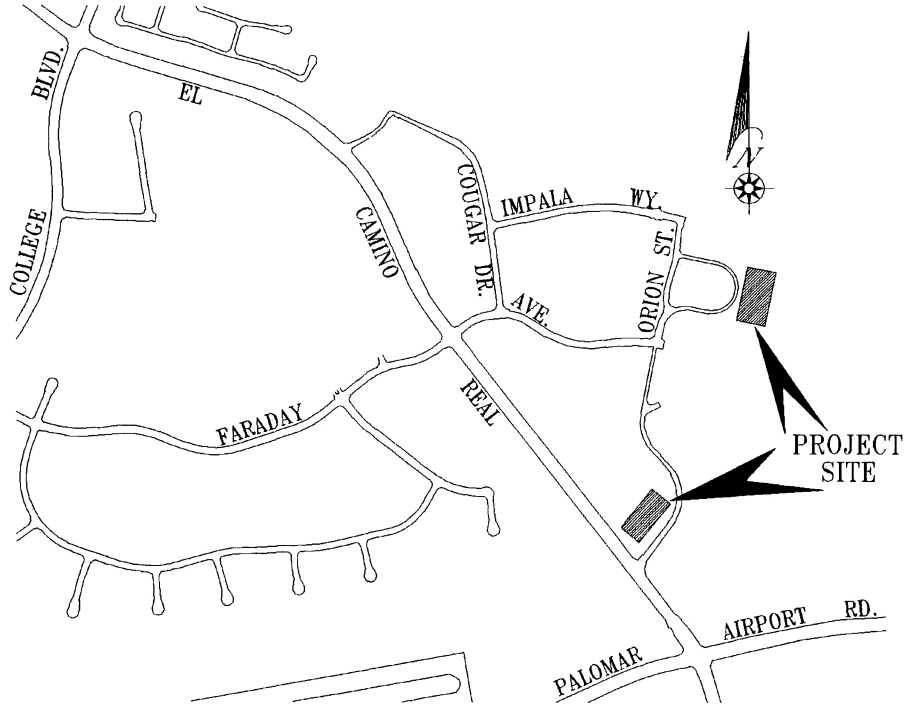 BLVD.
EL
COLLEGE
CAMINO
COUGAR DR.
IMPALA WY.
N
ORION ST.
AVE.
REAL
FARADAY
PROJECT
SITE
PALOMAR
AIRPORT RD.